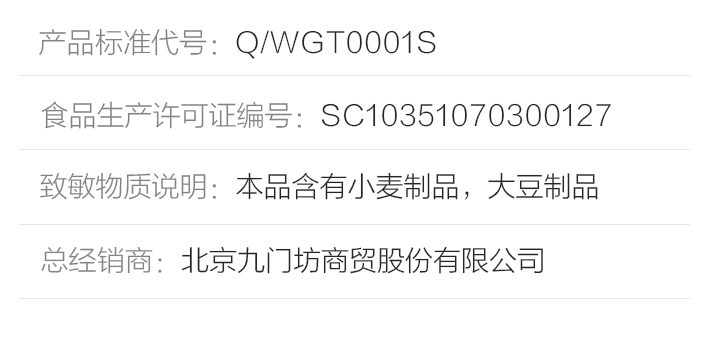 产品标准代号：Q/WGT0001S
食品生产许可证编号：SC10351070300127
致敏物质说明：本品含有小麦制品，大豆制品
总经销商：北京九门坊商贸股份有限公司